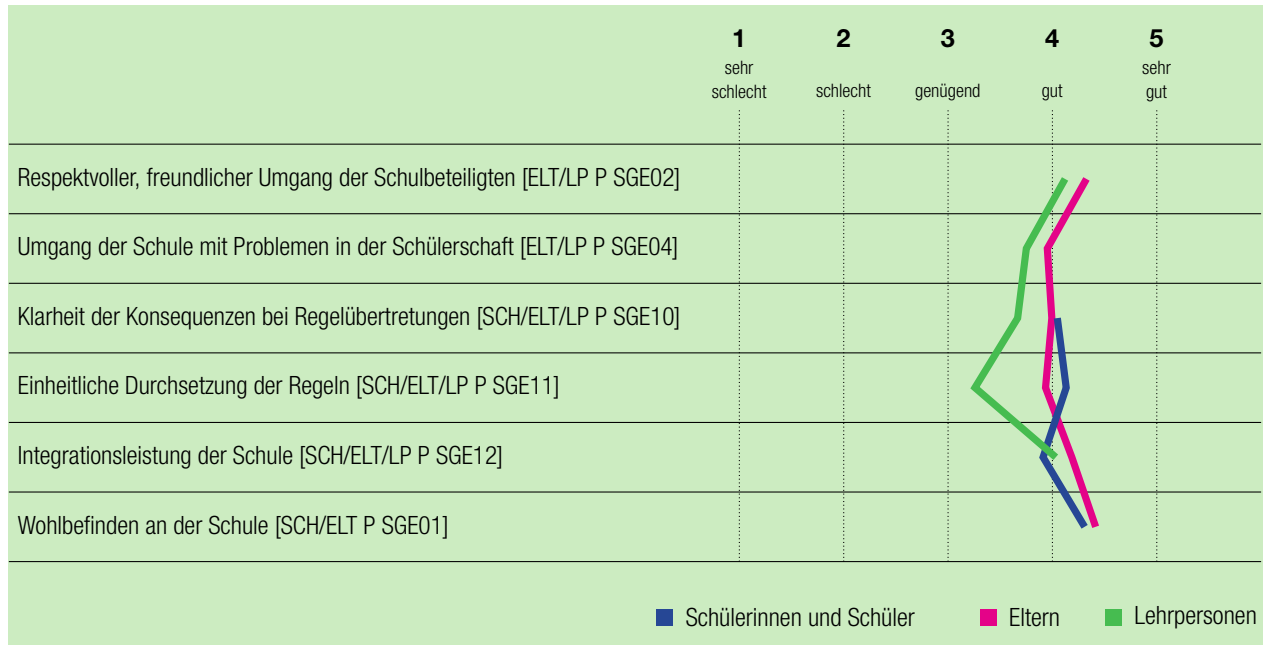 1 2 3 4 5
sehr schlecht schlecht genügend gut sehr gut
Respektvoller, freundlicher Umgang der Schulbeteiligten [ELT/LP P SGE02]
Umgang der Schule mit Problemen in der Schülerschaft [ELT/LP P SGE04]
Klarheit der Konsequenzen bei Regelübertretungen [SCH/ELT/LP P SGE10]
Einheitliche Durchsetzung der Regeln [SCH/ELT/LP P SGE11]
Integrationsleistung der Schule [SCH/ELT/LP P SGE12]
Wohlbefinden an der Schule [SCH/ELT P SGE01]
Schülerinnen und Schüler Eltern Lehrpersonen